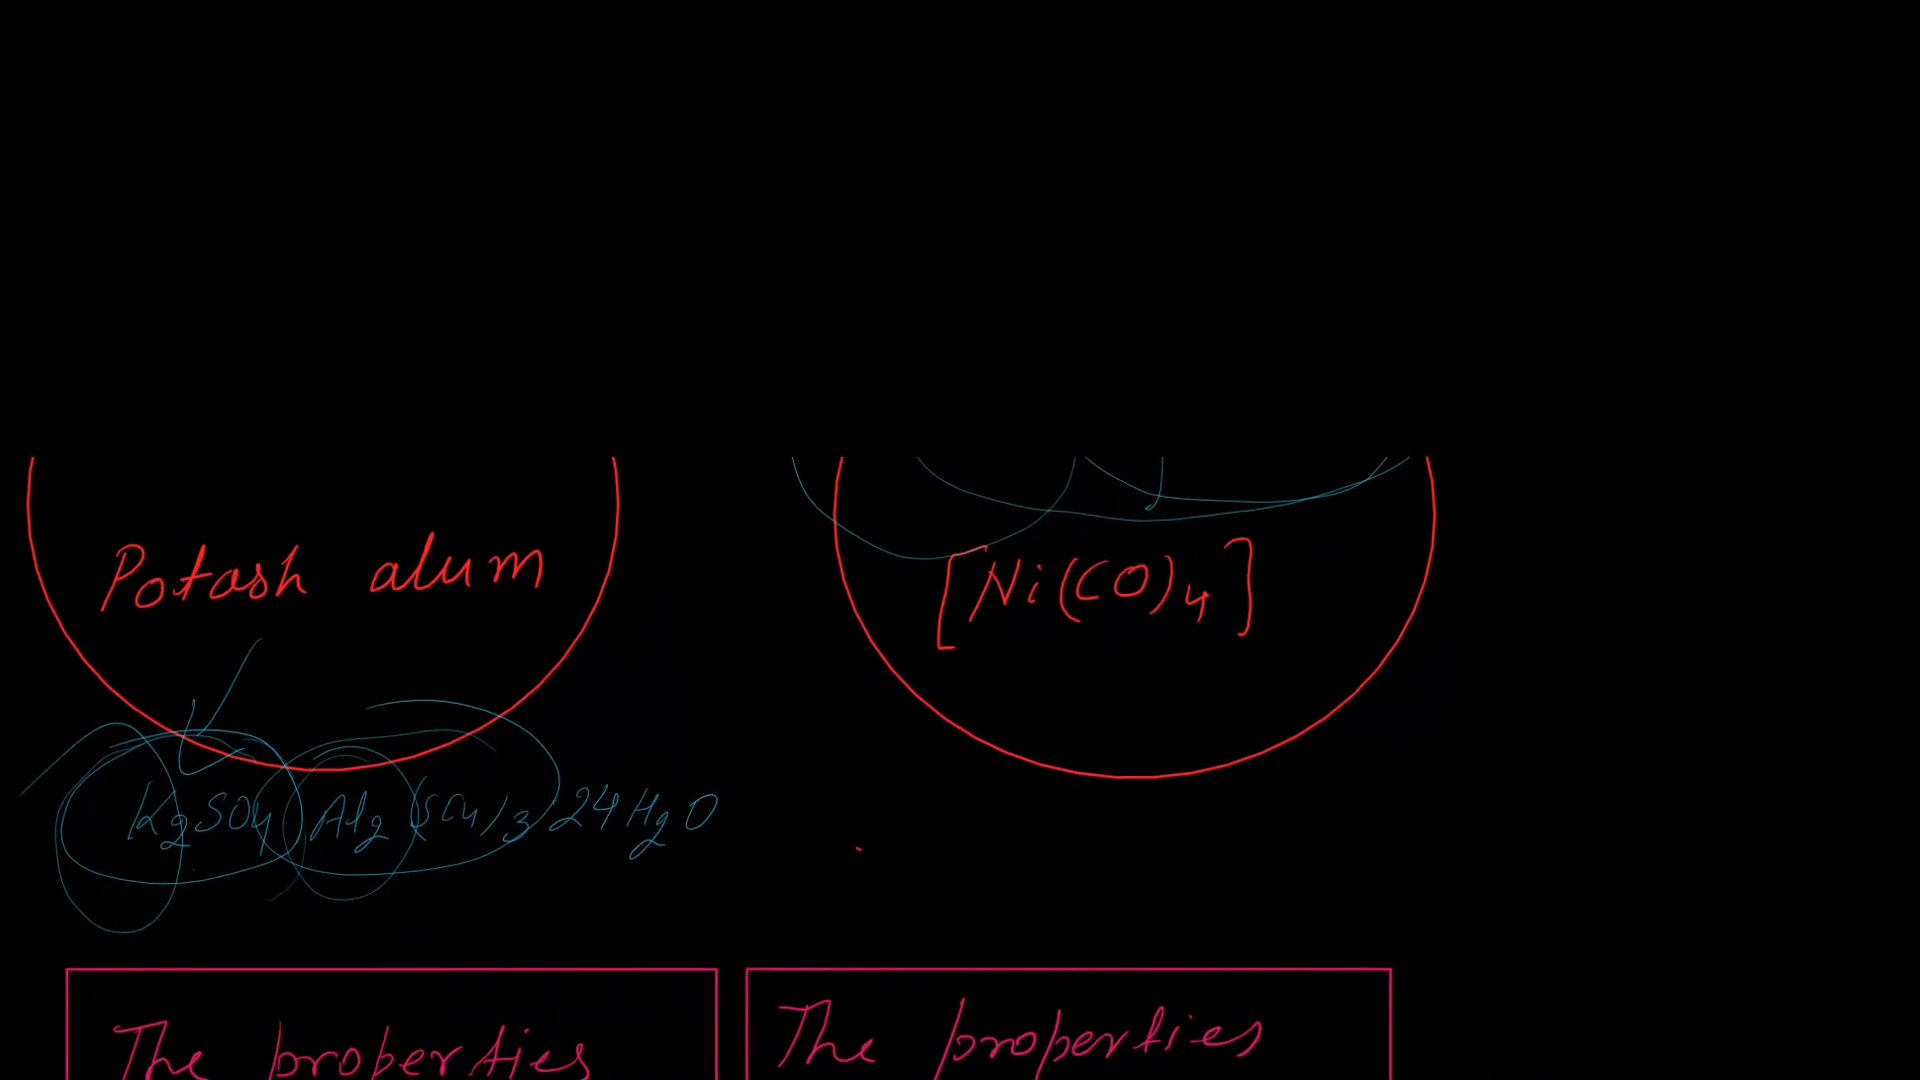 Potash alum
[Ni(CO)4]
K2SO4 Al2(SO4)3 24H2O
The properties
The properties